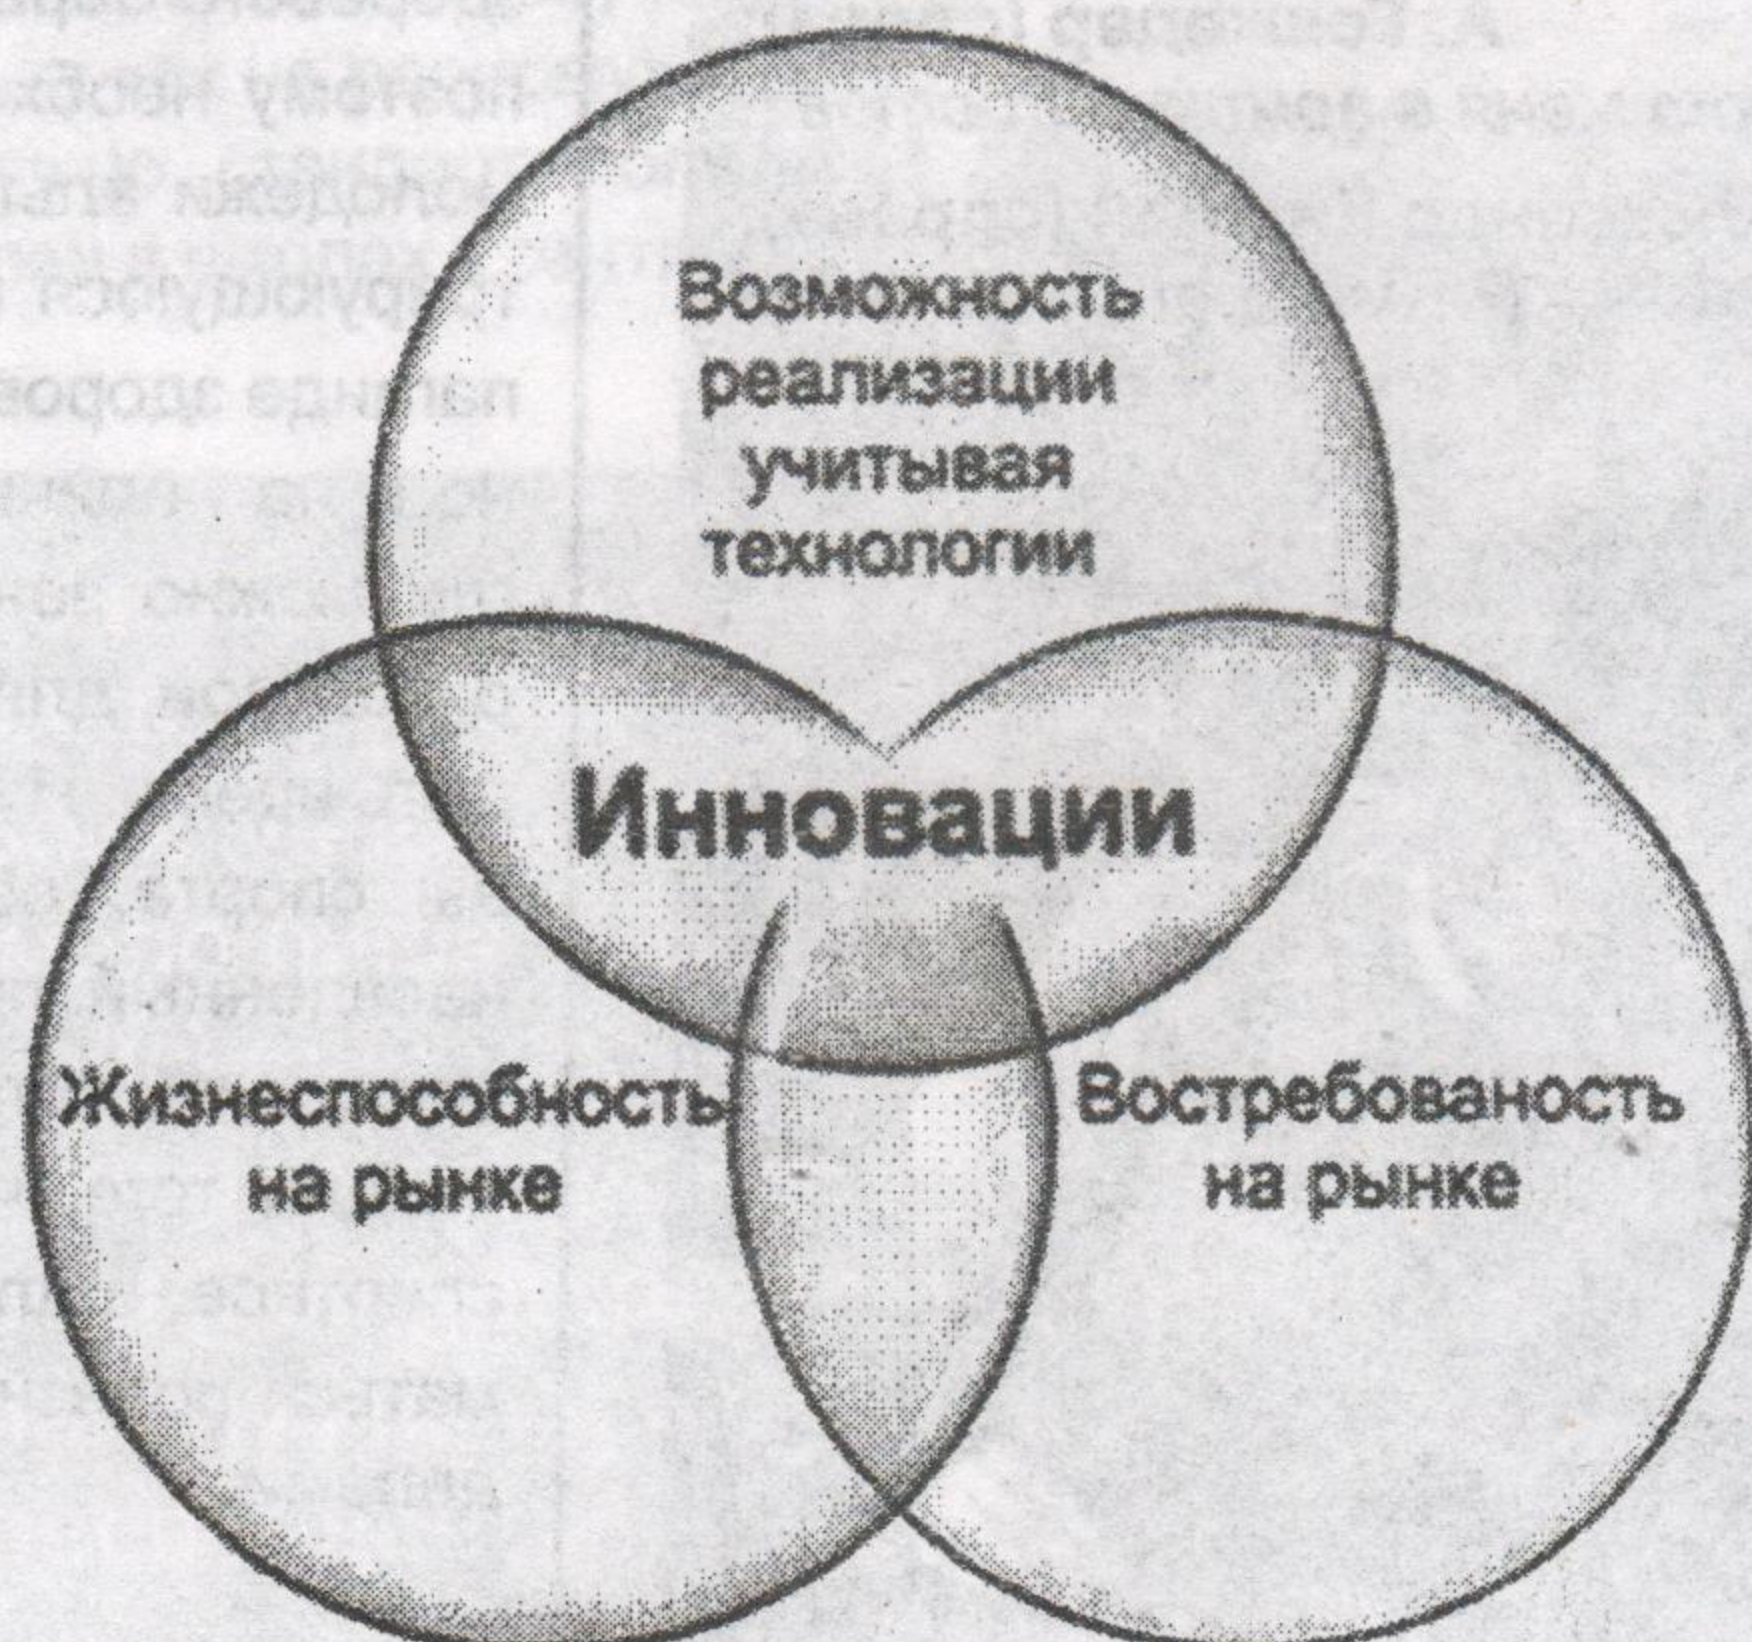 Возможность
реализации
учитывая
технологии
Инновации
Жизнеспособность
на рынке
Востребованость
на рынке